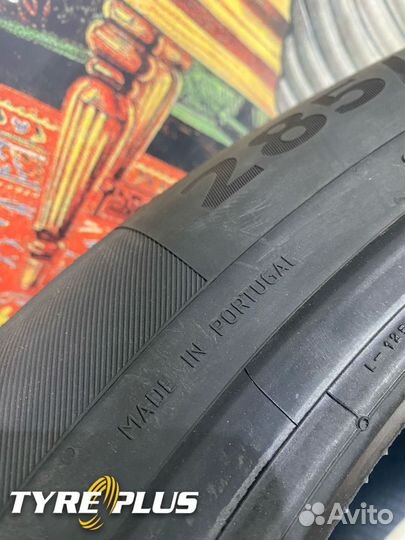 285/
MADE IN PORTUGAL
TYREPLUS
Avito